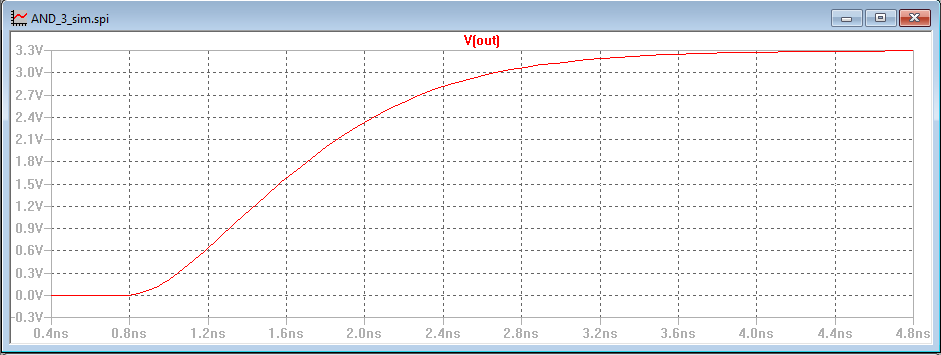 AND_3_sim.spi
V(out)
3.3V
3.0V
2.7V
2.4V
2.1V
1.8V
1.5V
1.2V
0.9V
0.6V
0.3V
0.0V
-0.3V
0.4ns 0.8ns 1.2ns 1.6ns 2.0ns 2.4ns 2.8ns 3.2ns 3.6ns 4.0ns 4.4ns 4.8ns